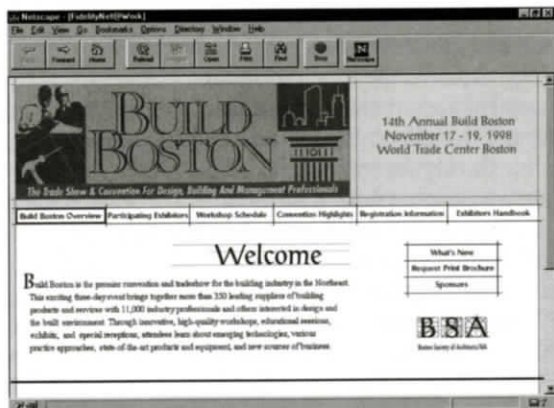 Netscape - [FidelityNet@Work]
File Edit View Go Bookmarks Options Directory Window Help
Forward Home Reload Open Print Find Stop Netscape
BUILD
BOSTON
The Trade Show & Convention For Design, Building And Management Professionals
14th Annual Build Boston
November 17 - 19, 1998
World Trade Center Boston
Build Boston Overview Participating Exhibitors Workshop Schedule Convention Highlights Registration Information Exhibitors Handbook
Welcome
Build Boston is the premier convention and tradeshow for the building industry in the Northeast.
This exciting three-day event brings together more than 350 leading suppliers of building
products and services with 11,000 industry professionals and others interested in design and
the built environment. Through innovative, high-quality workshops, educational sessions,
exhibits, and special receptions, attendees learn about emerging technologies, various
practice approaches, state-of-the-art products and equipment, and new sources of business.
What's New
Request Print Brochure
Sponsors
BSA
Boston Society of Architects/AIA